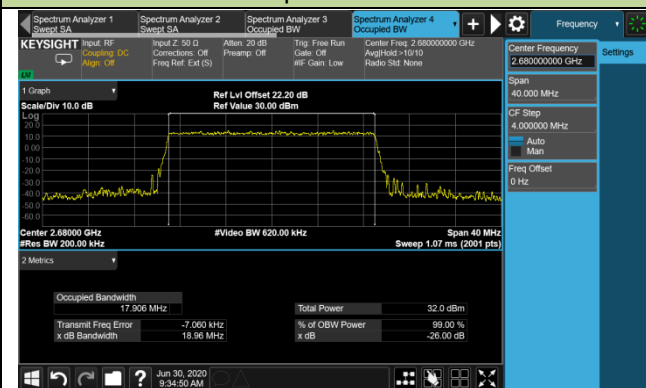 Spectrum Analyzer 1
Swept SA
Spectrum Analyzer 2
Swept SA
Spectrum Analyzer 3
Occupied BW
Spectrum Analyzer 4
Occupied BW
Frequency
KEYSIGHT
Input: RF
Coupling: DC
Align: Off
Input Z: 50 Ω
Corrections: Off
Freq Ref: Ext (S)
Atten: 20 dB
Preamp: Off
Trig: Free Run
Gate: Off
#IF Gain: Low
Center Freq: 2.680000000 GHz
Avg|Hold:>10/10
Radio Std: None
Center Frequency
2.680000000 GHz
Settings
Span
40.000 MHz
CF Step
4.000000 MHz
Auto
Man
Freq Offset
0 Hz
1 Graph
Scale/Div 10.0 dB
Ref Lvl Offset 22.20 dB
Ref Value 30.00 dBm
Log
20.0
10.0
0.00
-10.0
-20.0
-30.0
-40.0
-50.0
-60.0
Center 2.68000 GHz
#Res BW 200.00 kHz
#Video BW 620.00 kHz
Span 40 MHz
Sweep 1.07 ms (2001 pts)
2 Metrics
Occupied Bandwidth
17.906 MHz
Total Power 32.0 dBm
Transmit Freq Error -7.060 kHz
% of OBW Power 99.00 %
x dB Bandwidth 18.96 MHz
x dB -26.00 dB
?
Jun 30, 2020
9:34:50 AM